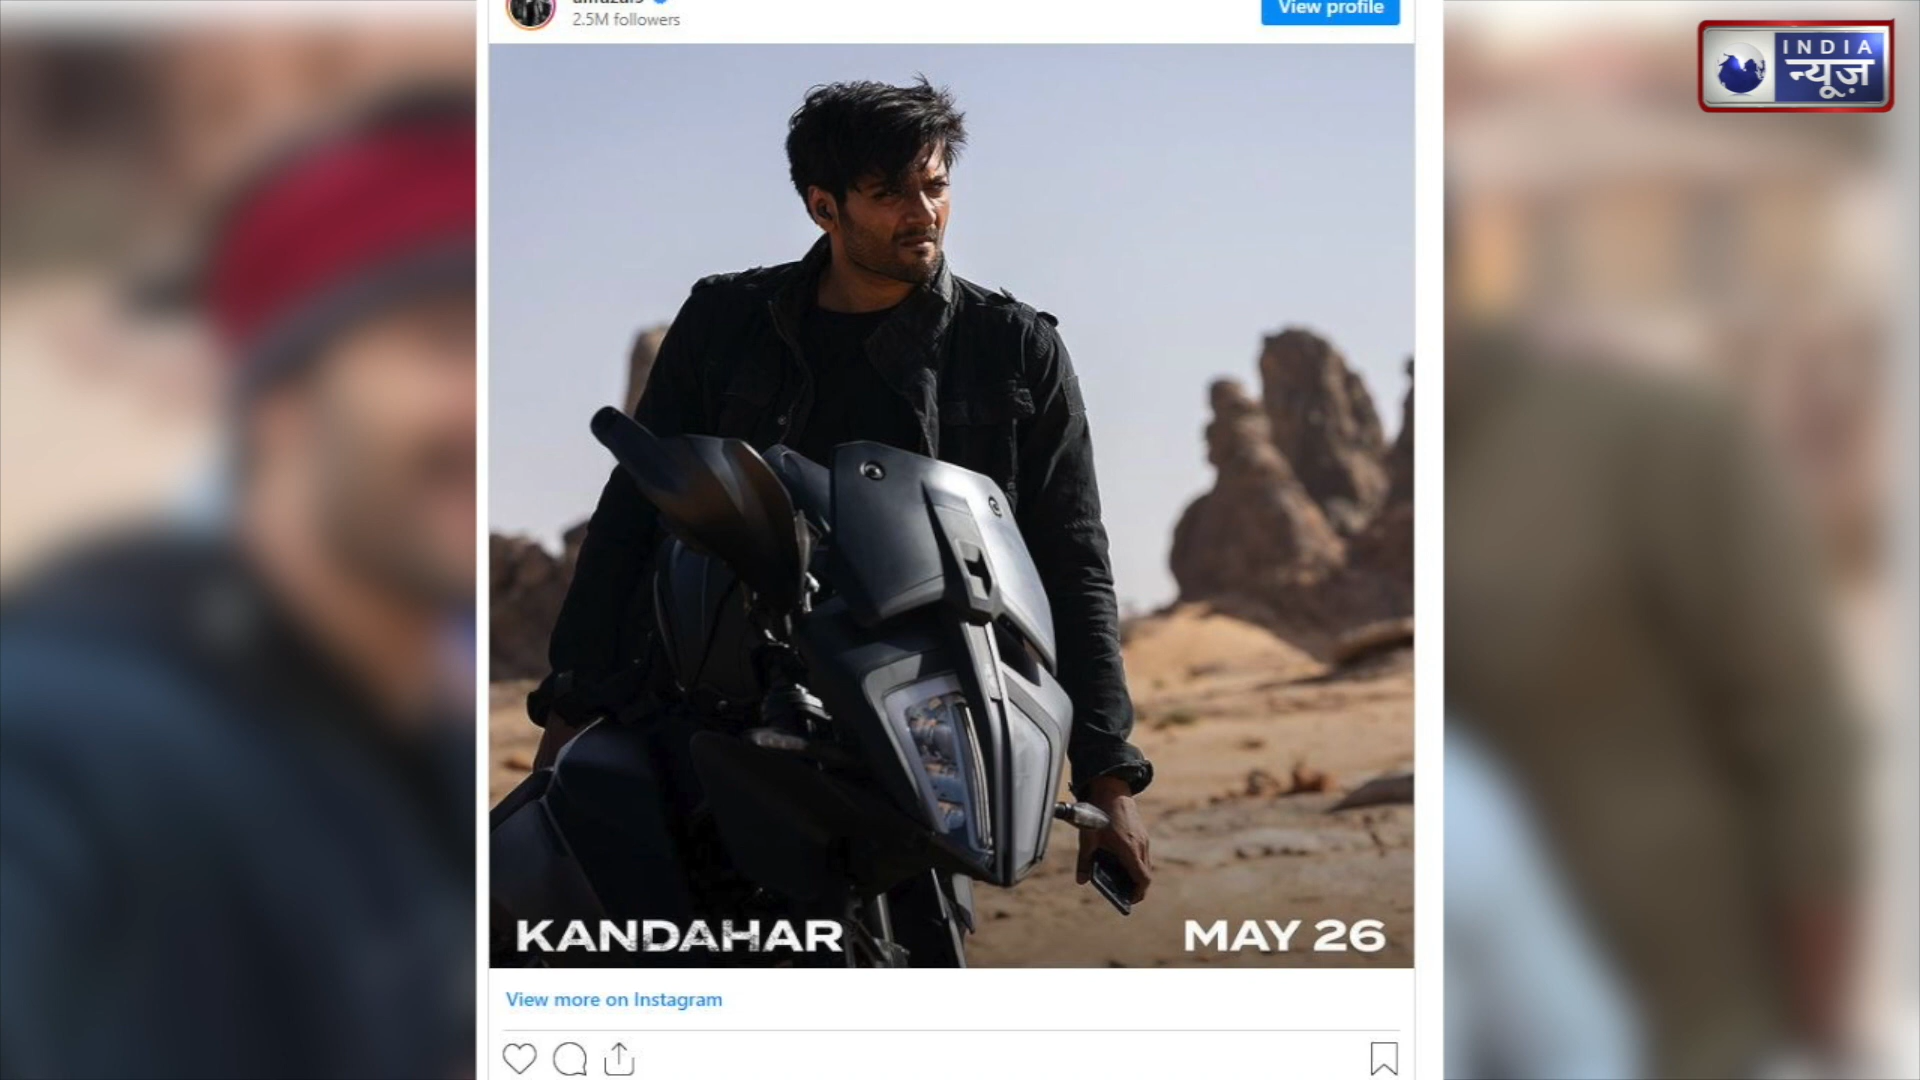 2.5M followers
View profile
INDIA
न्यूज़
KANDAHAR
MAY 26
View more on Instagram